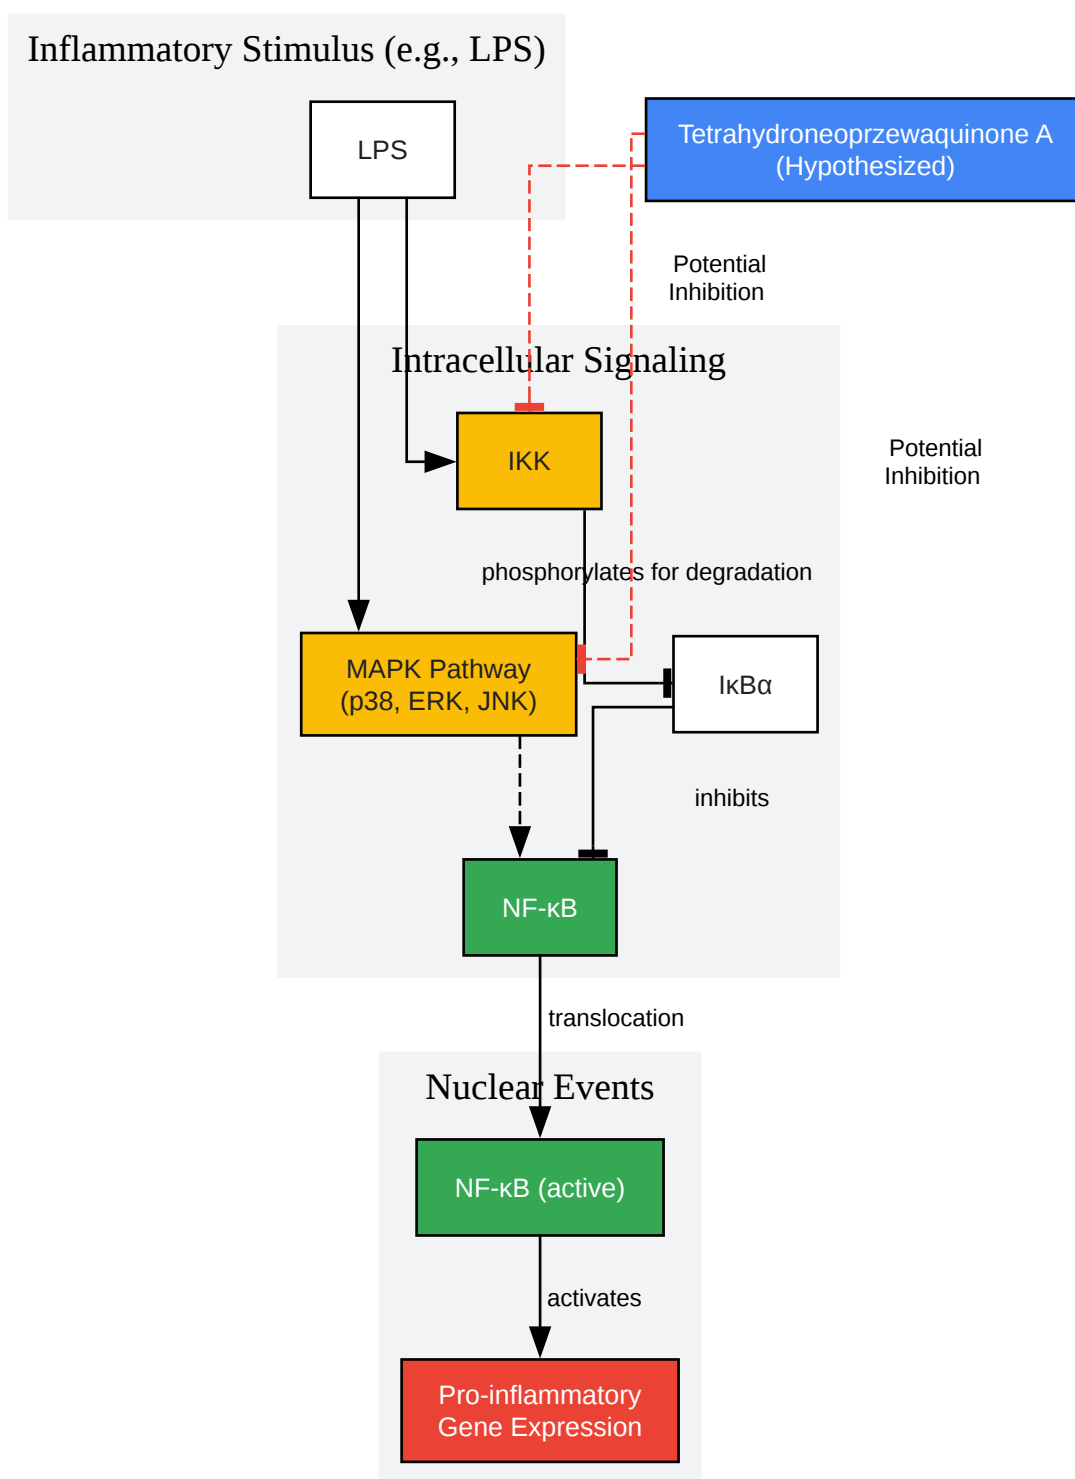 Inflammatory Stimulus (e.g., LPS)
LPS
Tetrahydroneoprzewaquinone A
(Hypothesized)
Potential
Inhibition
Intracellular Signaling
Potential
Inhibition
IKK
phosphorylates for degradation
MAPK Pathway
(p38, ERK, JNK)
IκBα
inhibits
NF-κB
translocation
Nuclear Events
NF-κB (active)
activates
Pro-inflammatory
Gene Expression